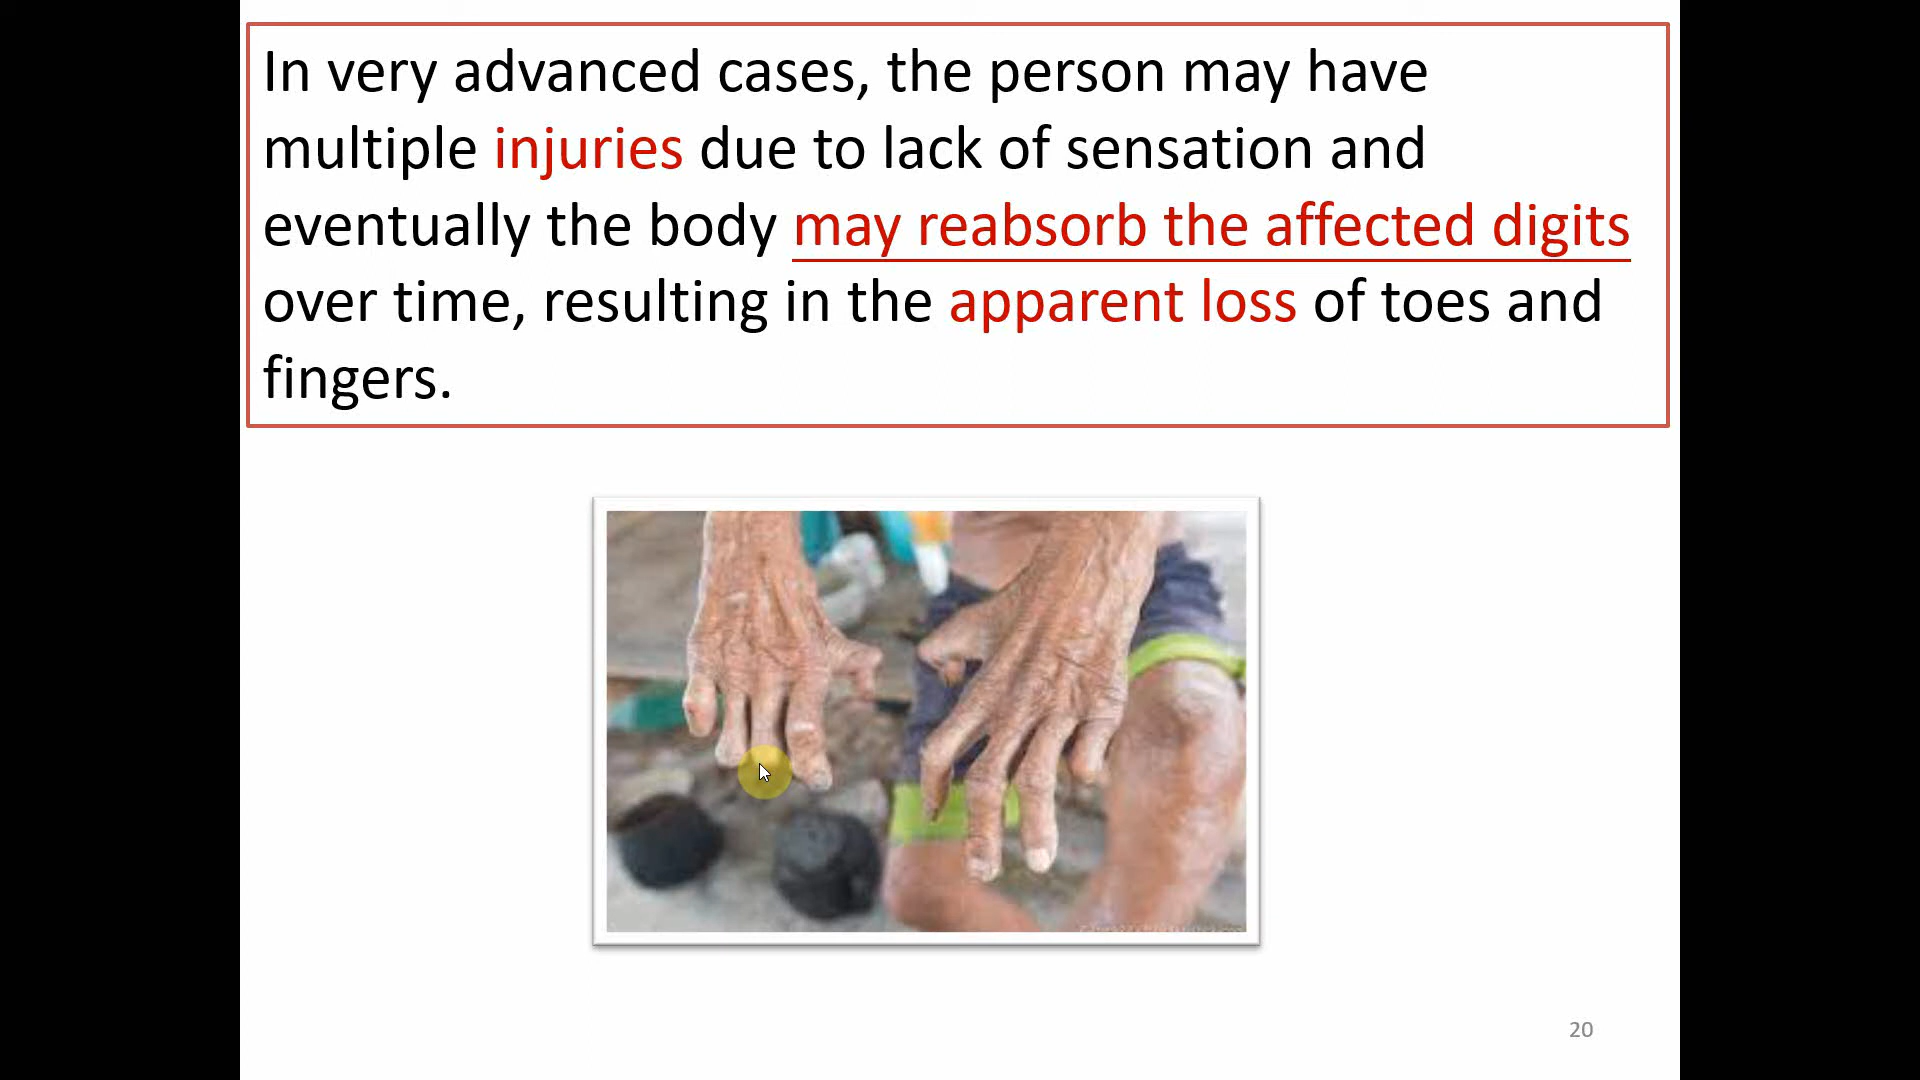 In very advanced cases, the person may have
multiple injuries due to lack of sensation and
eventually the body may reabsorb the affected digits
over time, resulting in the apparent loss of toes and
fingers.
20